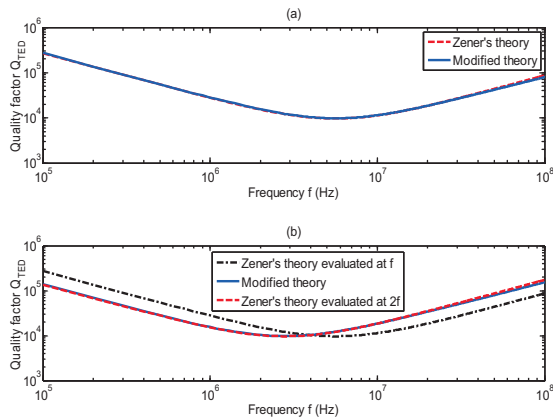 (a)
Quality factor Q_TED
10^6
10^5
10^4
10^3
Zener's theory
Modified theory
10^5
10^6
10^7
10^8
Frequency f (Hz)
(b)
Quality factor Q_TED
10^6
10^5
10^4
10^3
Zener's theory evaluated at f
Modified theory
Zener's theory evaluated at 2f
10^5
10^6
10^7
10^8
Frequency f (Hz)